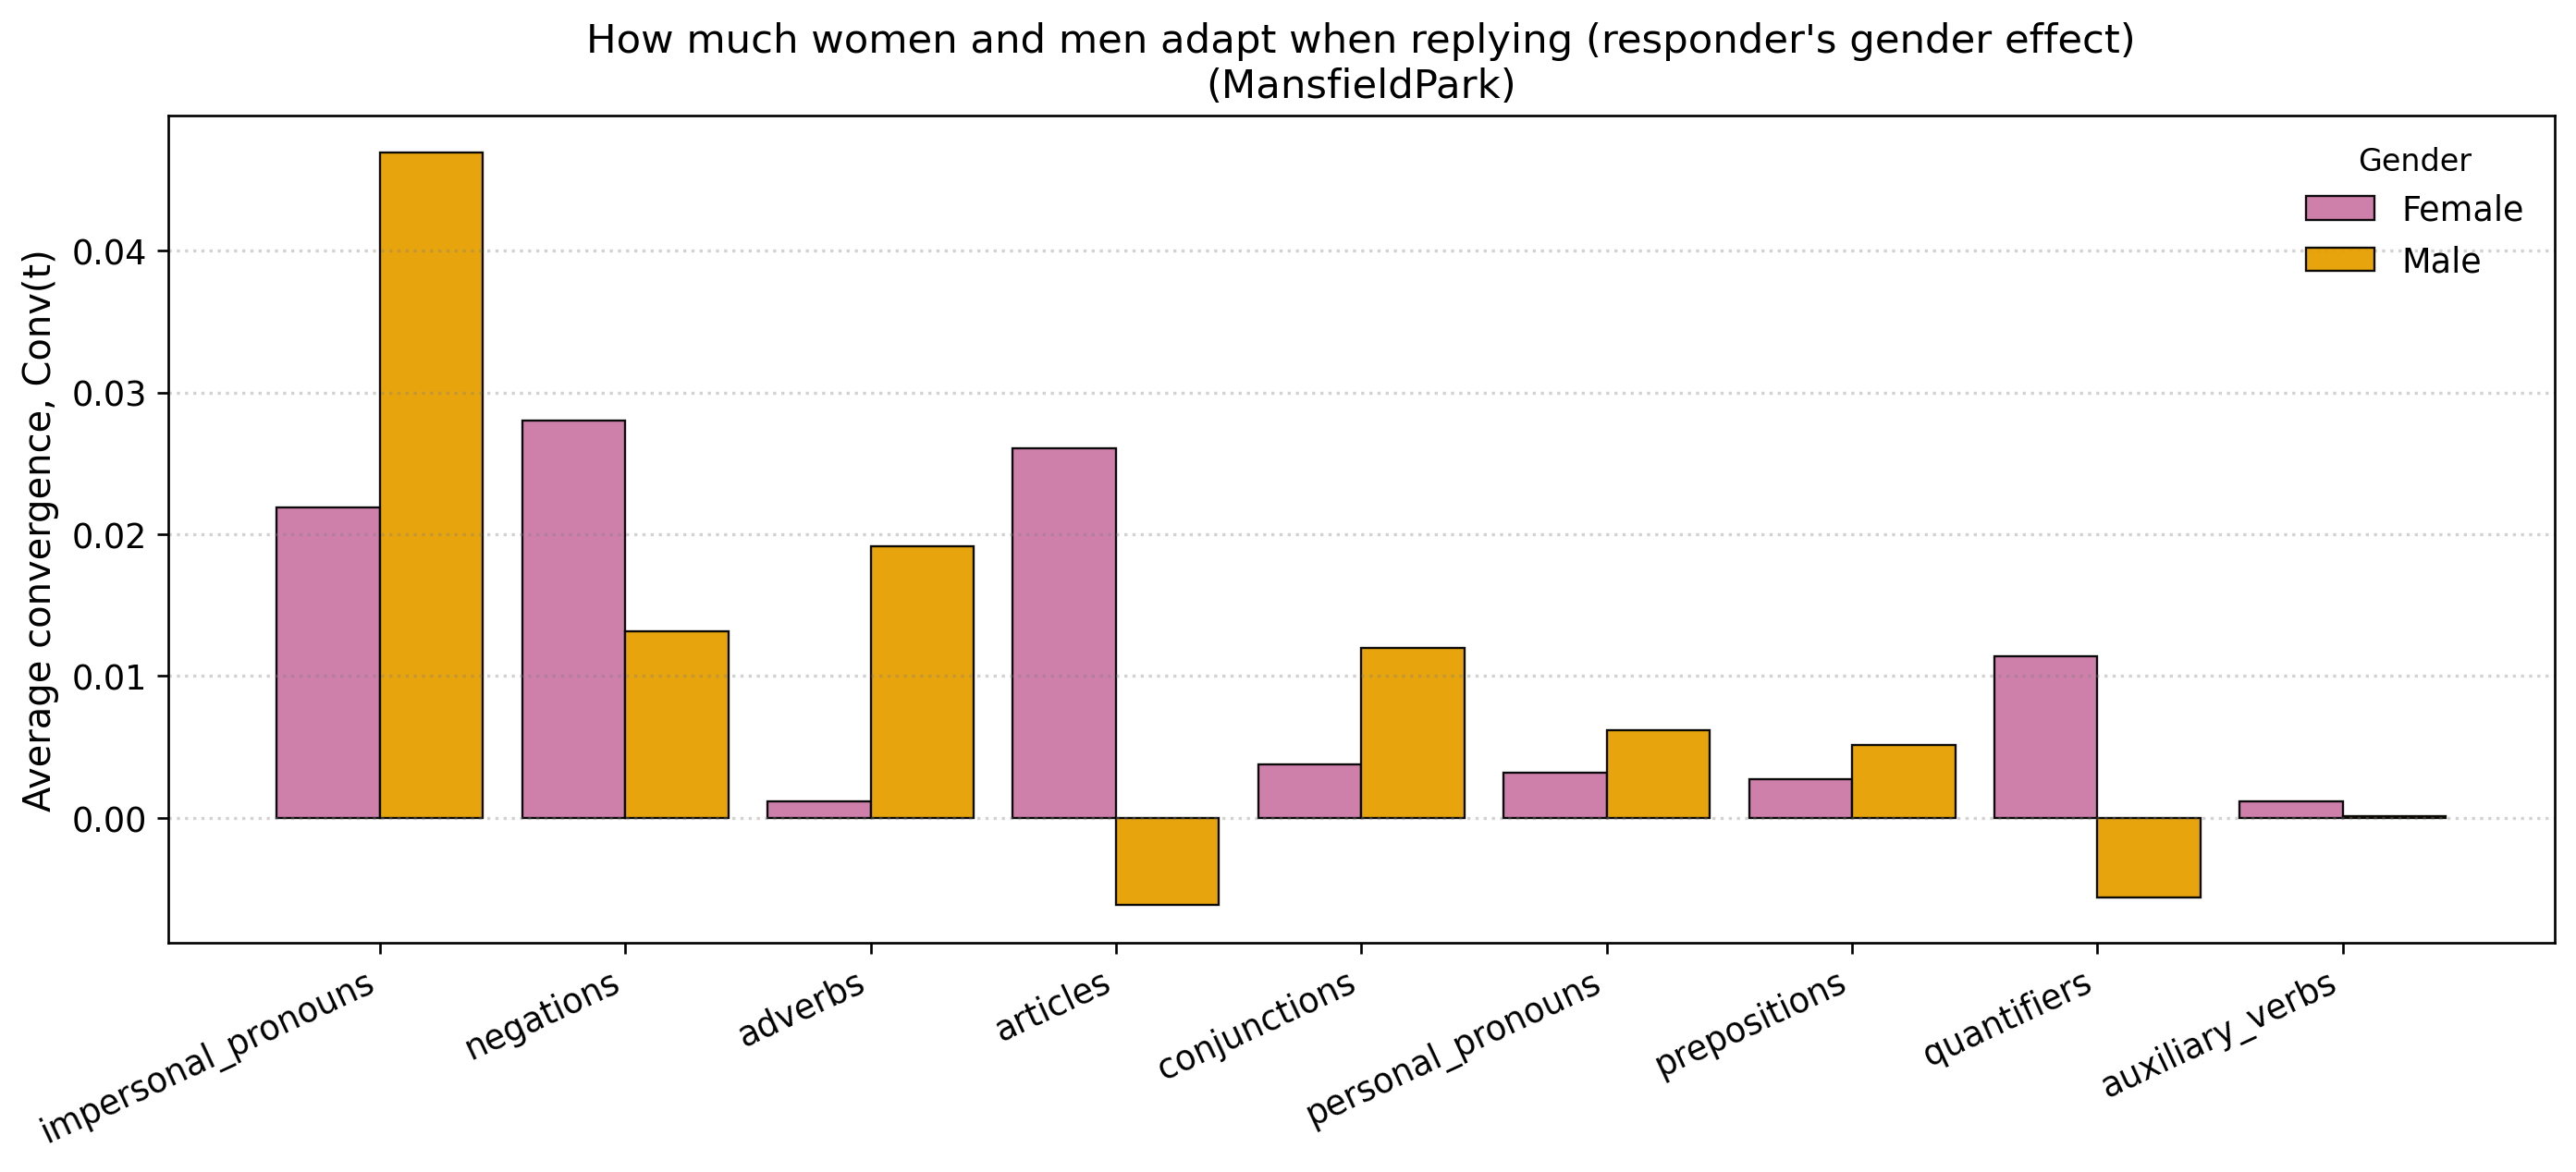 How much women and men adapt when replying (responder's gender effect)
(MansfieldPark)
Average convergence, Conv(t)
0.04
0.03
0.02
0.01
0.00
Gender
Female
Male
impersonal_pronouns
negations
adverbs
articles
conjunctions
personal_pronouns
prepositions
quantifiers
auxiliary_verbs